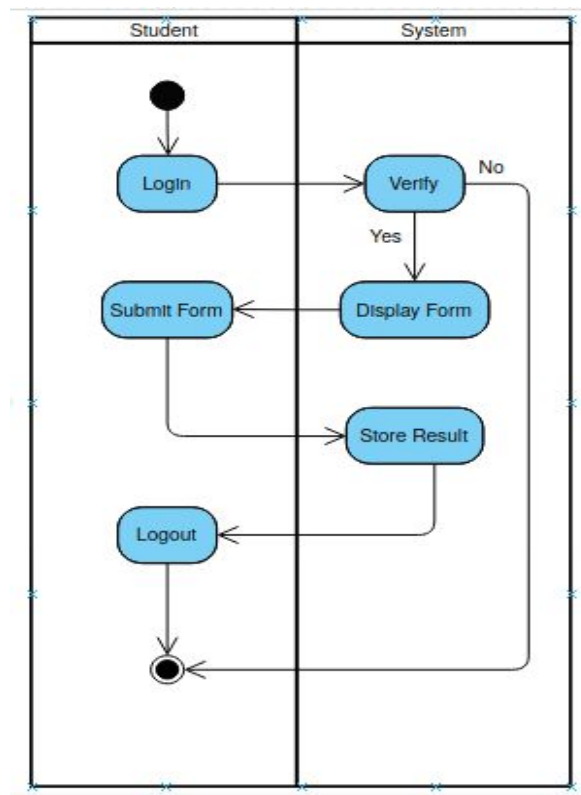 Student
System
Login
Verify
No
Yes
Submit Form
Display Form
Store Result
Logout